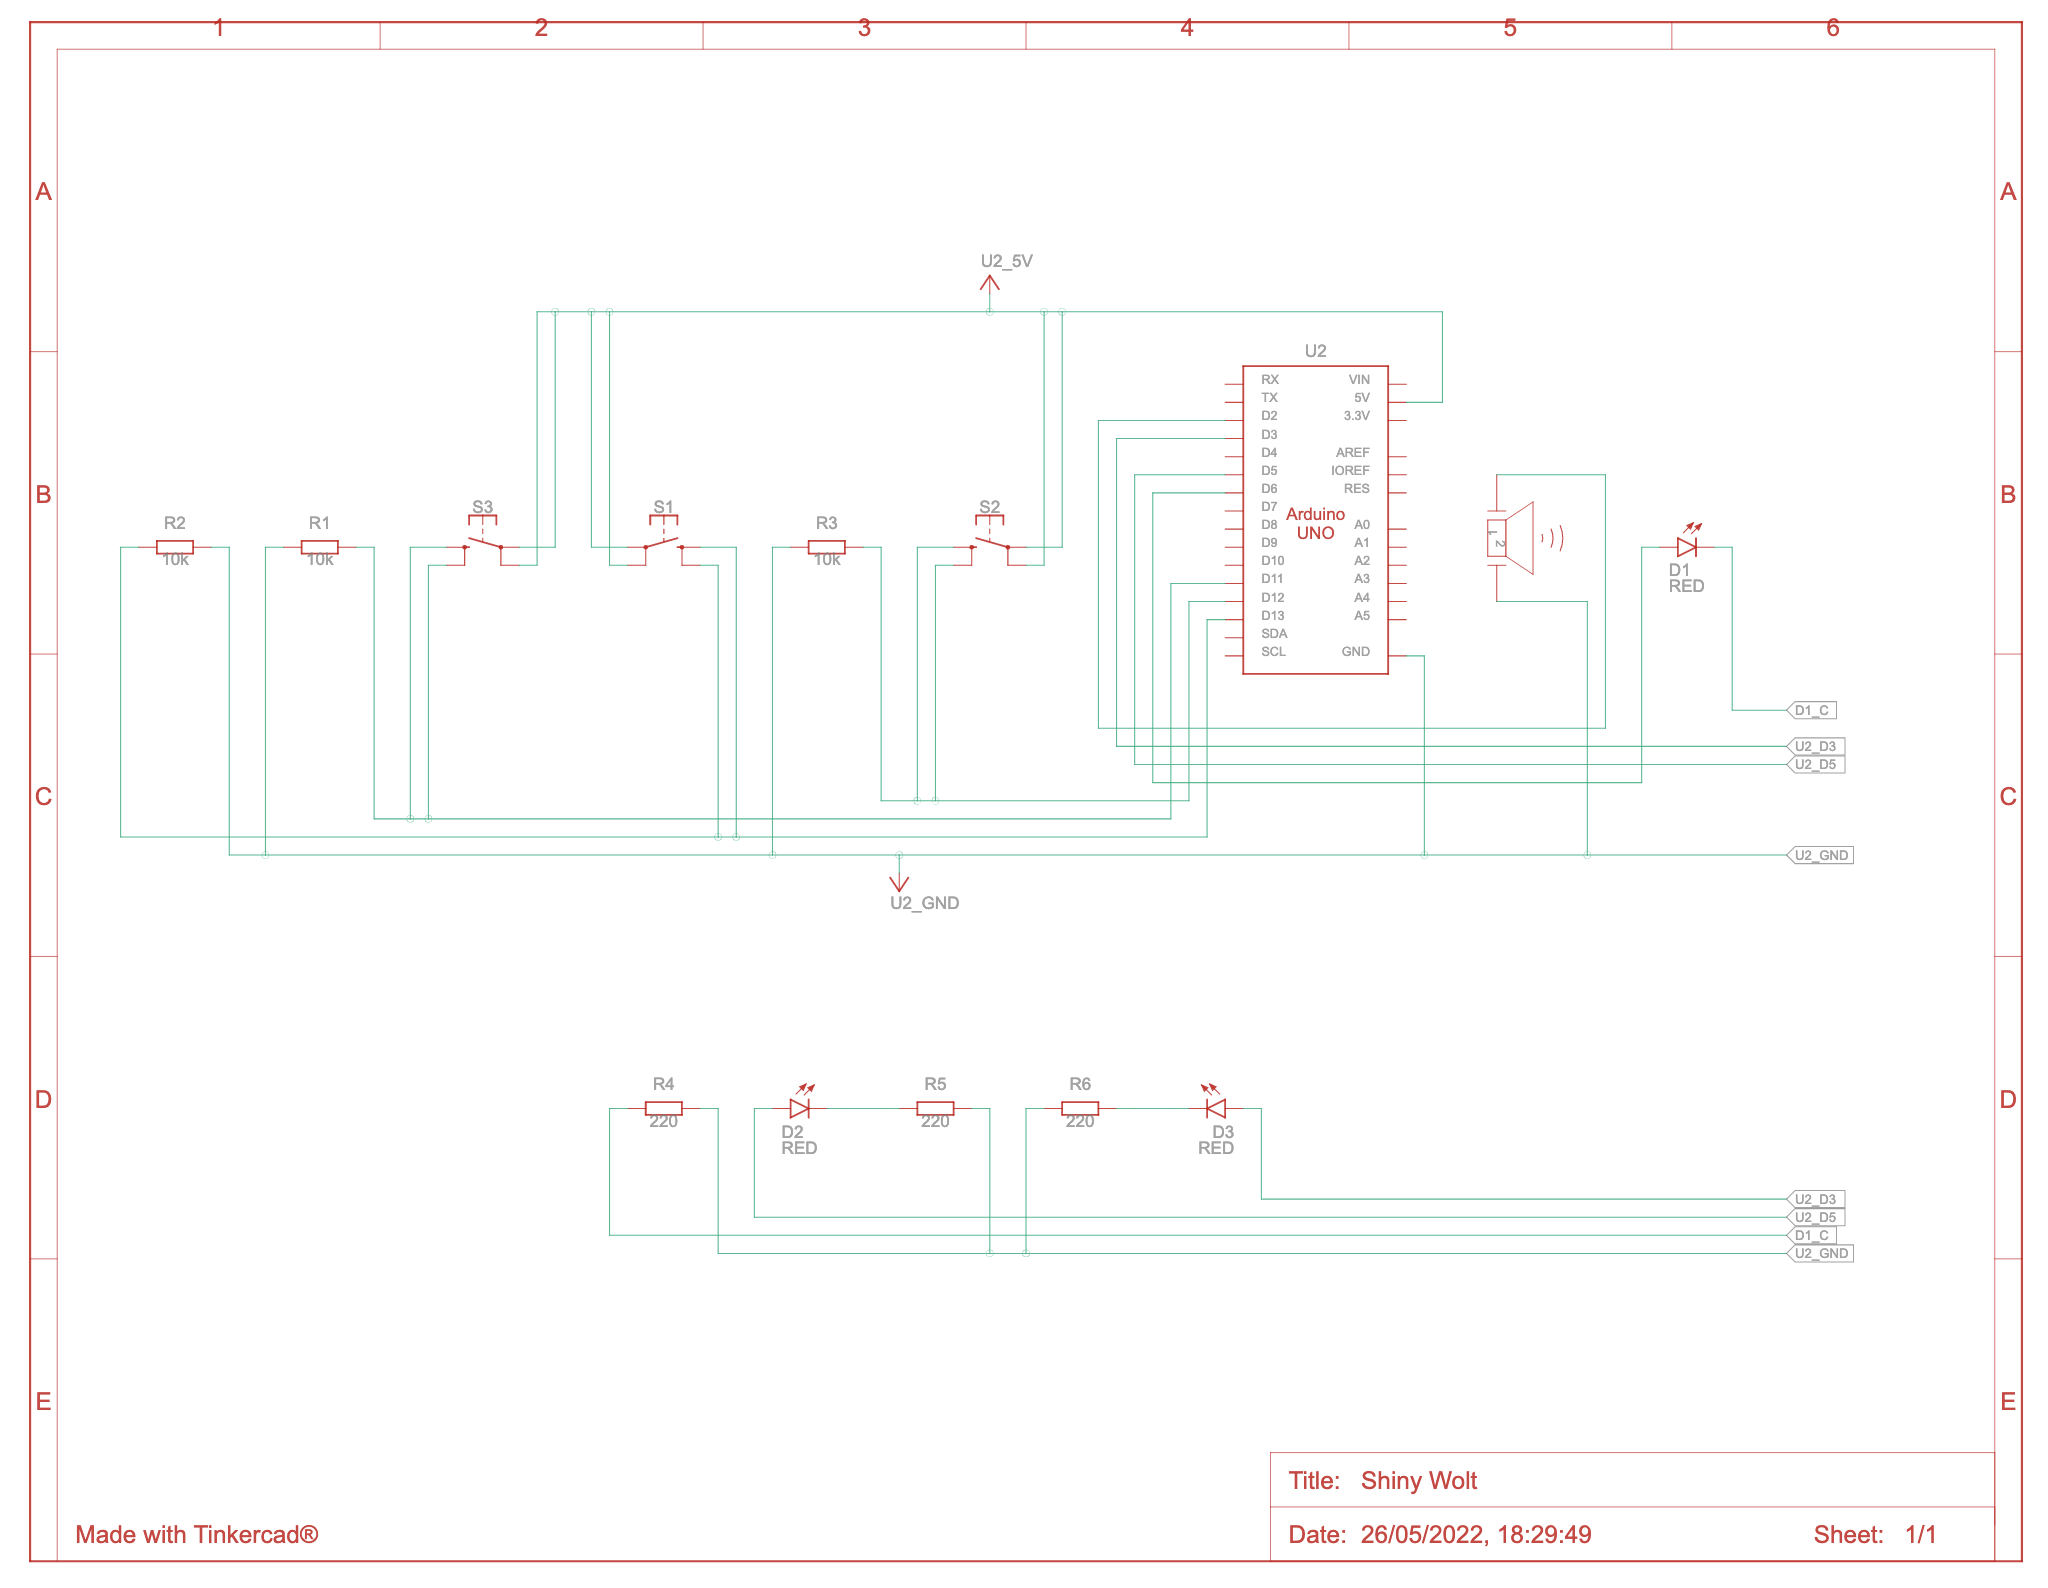 1 2 3 4 5 6
A A
U2_5V
U2
RX VIN
TX 5V
D2 3.3V
D3
D4 AREF
D5 IOREF
D6 RES
D7
Arduino
UNO
D8 A0
D9 A1
D10 A2
D11 A3
D12 A4
D13 A5
SDA
SCL GND
B B
R2 R1 S3 S1 R3 S2
10k 10k 10k
1 2
D1
RED
D1_C
U2_D3
U2_D5
C C
U2_GND
U2_GND
R4 R5 R6
D D
220 220 220
D2 D3
RED RED
U2_D3
U2_D5
D1_C
U2_GND
E E
Title: Shiny Wolt
Made with Tinkercad®
Date: 26/05/2022, 18:29:49 Sheet: 1/1